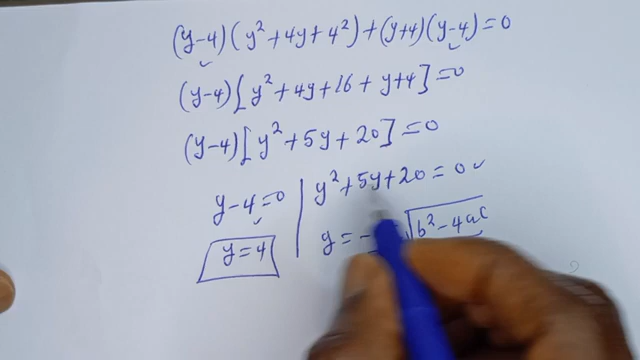 (y-4)(y²+4y+4²)+(y+4)(y-4)=0
(y-4)[y²+4y+16+y+4]=0
(y-4)[y²+5y+20]=0
y-4=0 | y²+5y+20=0
y=4 | y=- √b²-4ac